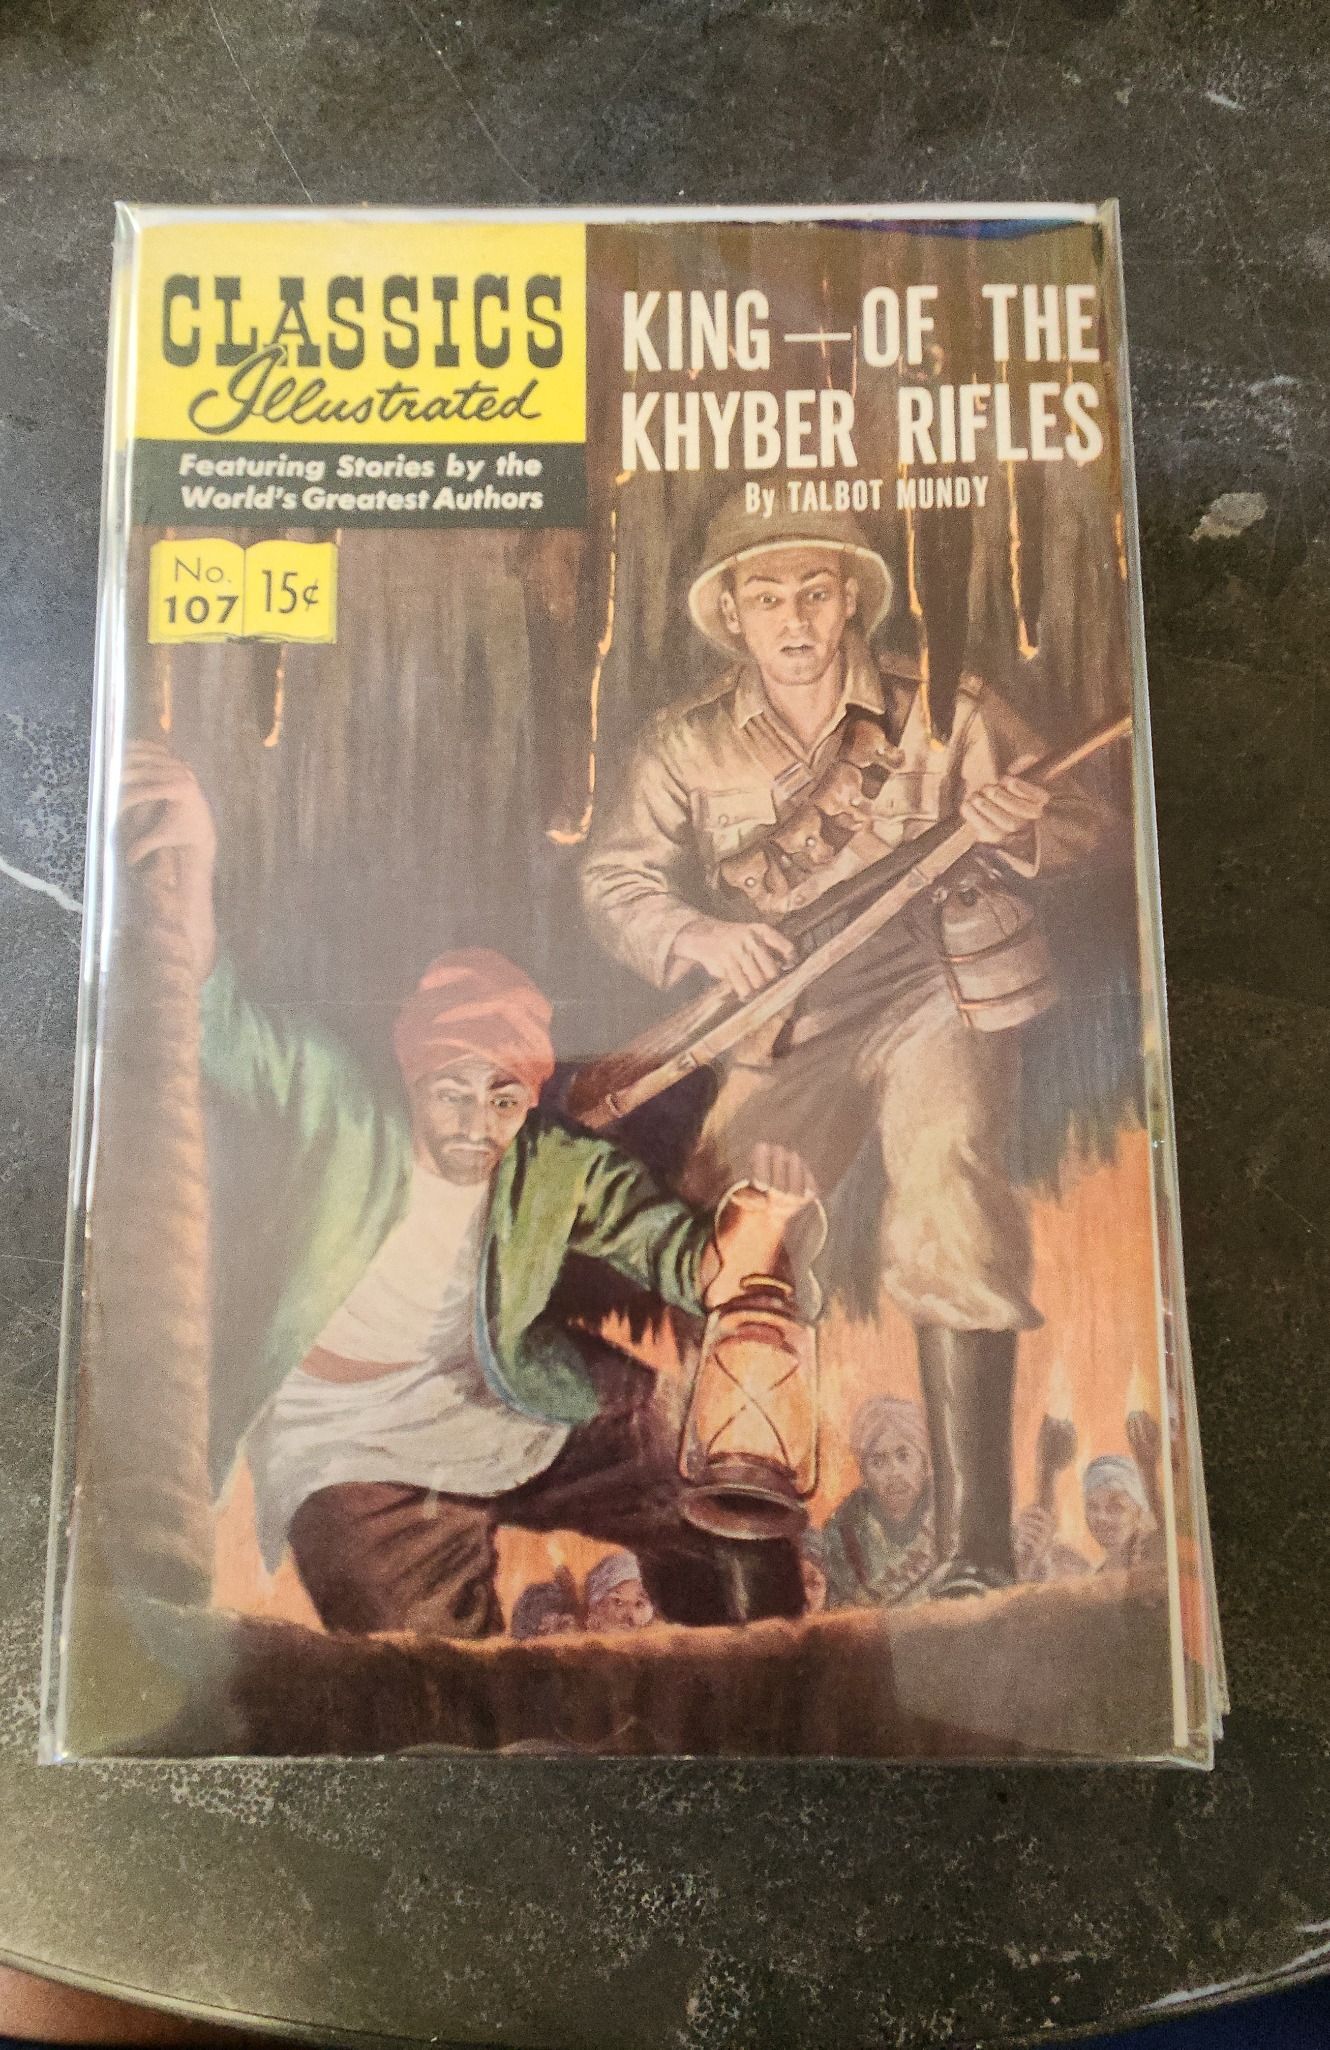 CLASSICS
Illustrated
Featuring Stories by the
World's Greatest Authors
No.
107
15¢
KING—OF THE
KHYBER RIFLES
By TALBOT MUNDY